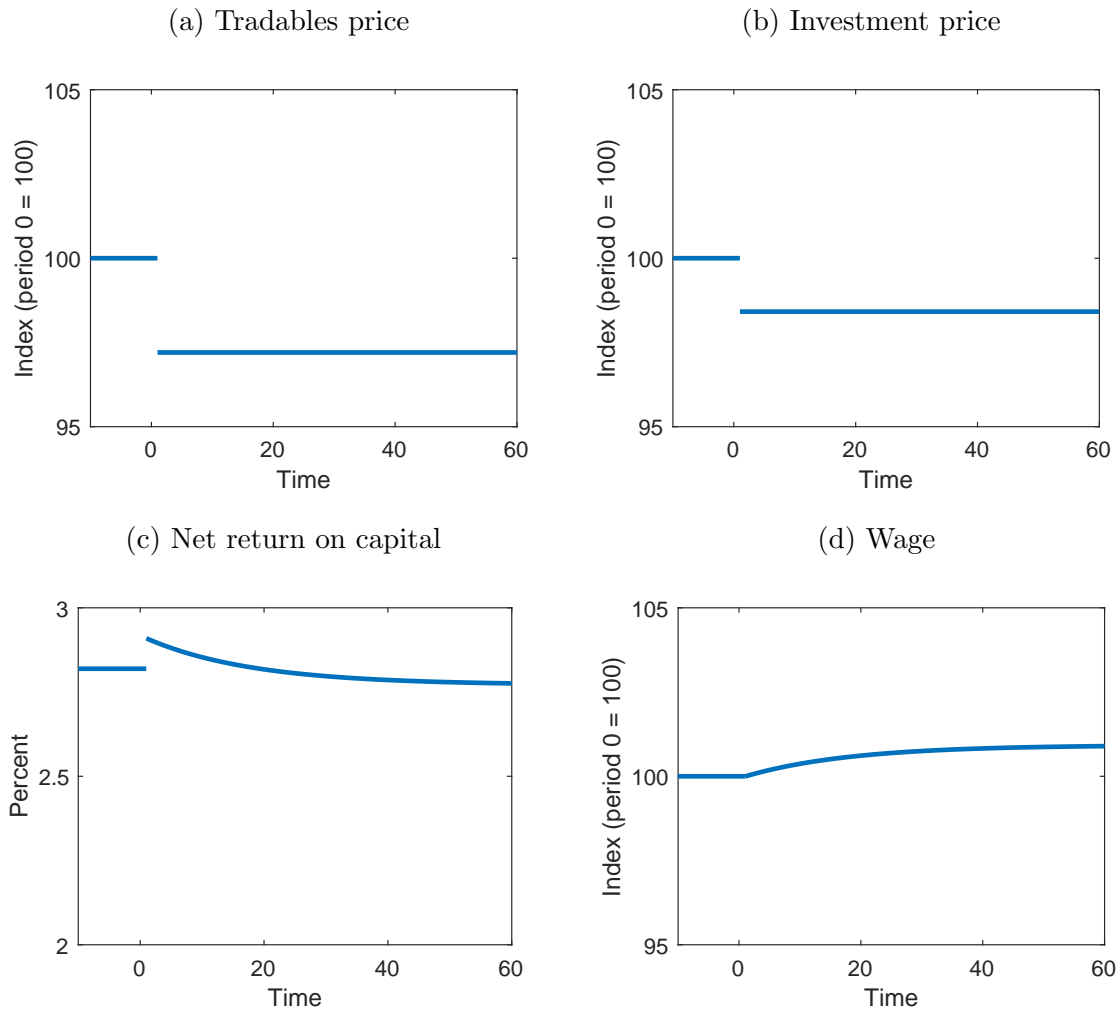 (a) Tradables price
105
100
95
Index (period 0 = 100)
0 20 40 60
Time
(b) Investment price
105
100
95
Index (period 0 = 100)
0 20 40 60
Time
(c) Net return on capital
3
2.5
2
Percent
0 20 40 60
Time
(d) Wage
105
100
95
Index (period 0 = 100)
0 20 40 60
Time